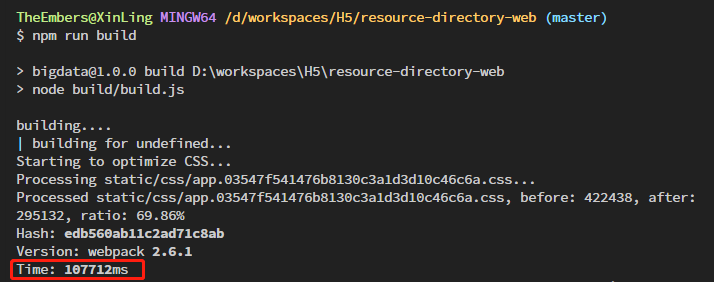 TheEmbers@XinLing MINGW64 /d/workspaces/H5/resource-directory-web (master)
$ npm run build
> bigdata@1.0.0 build D:\workspaces\H5\resource-directory-web
> node build/build.js
building....
| building for undefined...
Starting to optimize CSS...
Processing static/css/app.03547f541476b8130c3a1d3d10c46c6a.css...
Processed static/css/app.03547f541476b8130c3a1d3d10c46c6a.css, before: 422438, after:
295132, ratio: 69.86%
Hash: edb560ab11c2ad71c8ab
Version: webpack 2.6.1
Time: 107712ms